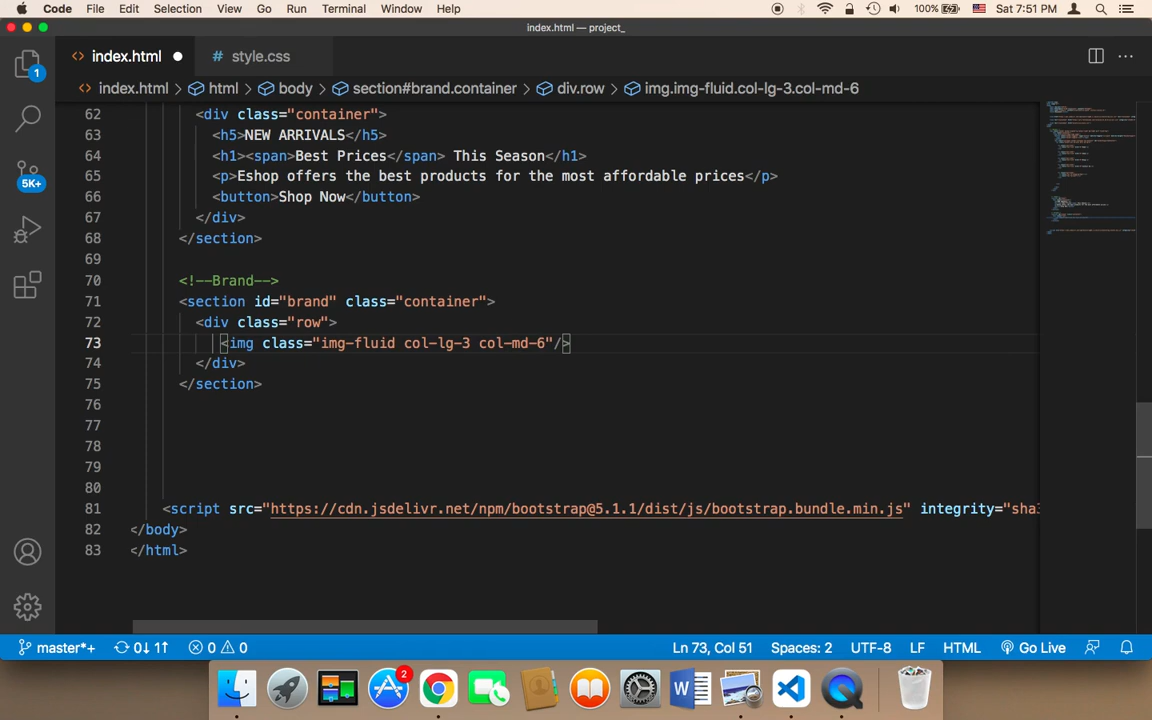 Code File Edit Selection View Go Run Terminal Window Help 100% Sat 7:51 PM
index.html — project_
<> index.html ● # style.css
<> index.html > html > body > section#brand.container > div.row > img.img-fluid.col-lg-3.col-md-6
1
5K+
62 <div class="container">
63 <h5>NEW ARRIVALS</h5>
64 <h1><span>Best Prices</span> This Season</h1>
65 <p>Eshop offers the best products for the most affordable prices</p>
66 <button>Shop Now</button>
67 </div>
68 </section>
69
70 <!--Brand-->
71 <section id="brand" class="container">
72 <div class="row">
73 <img class="img-fluid col-lg-3 col-md-6"/>
74 </div>
75 </section>
76
77
78
79
80
81 <script src="https://cdn.jsdelivr.net/npm/bootstrap@5.1.1/dist/js/bootstrap.bundle.min.js" integrity="sha3
82 </body>
83 </html>
master*+ 0↓ 1↑ 0 0 Ln 73, Col 51 Spaces: 2 UTF-8 LF HTML Go Live
2